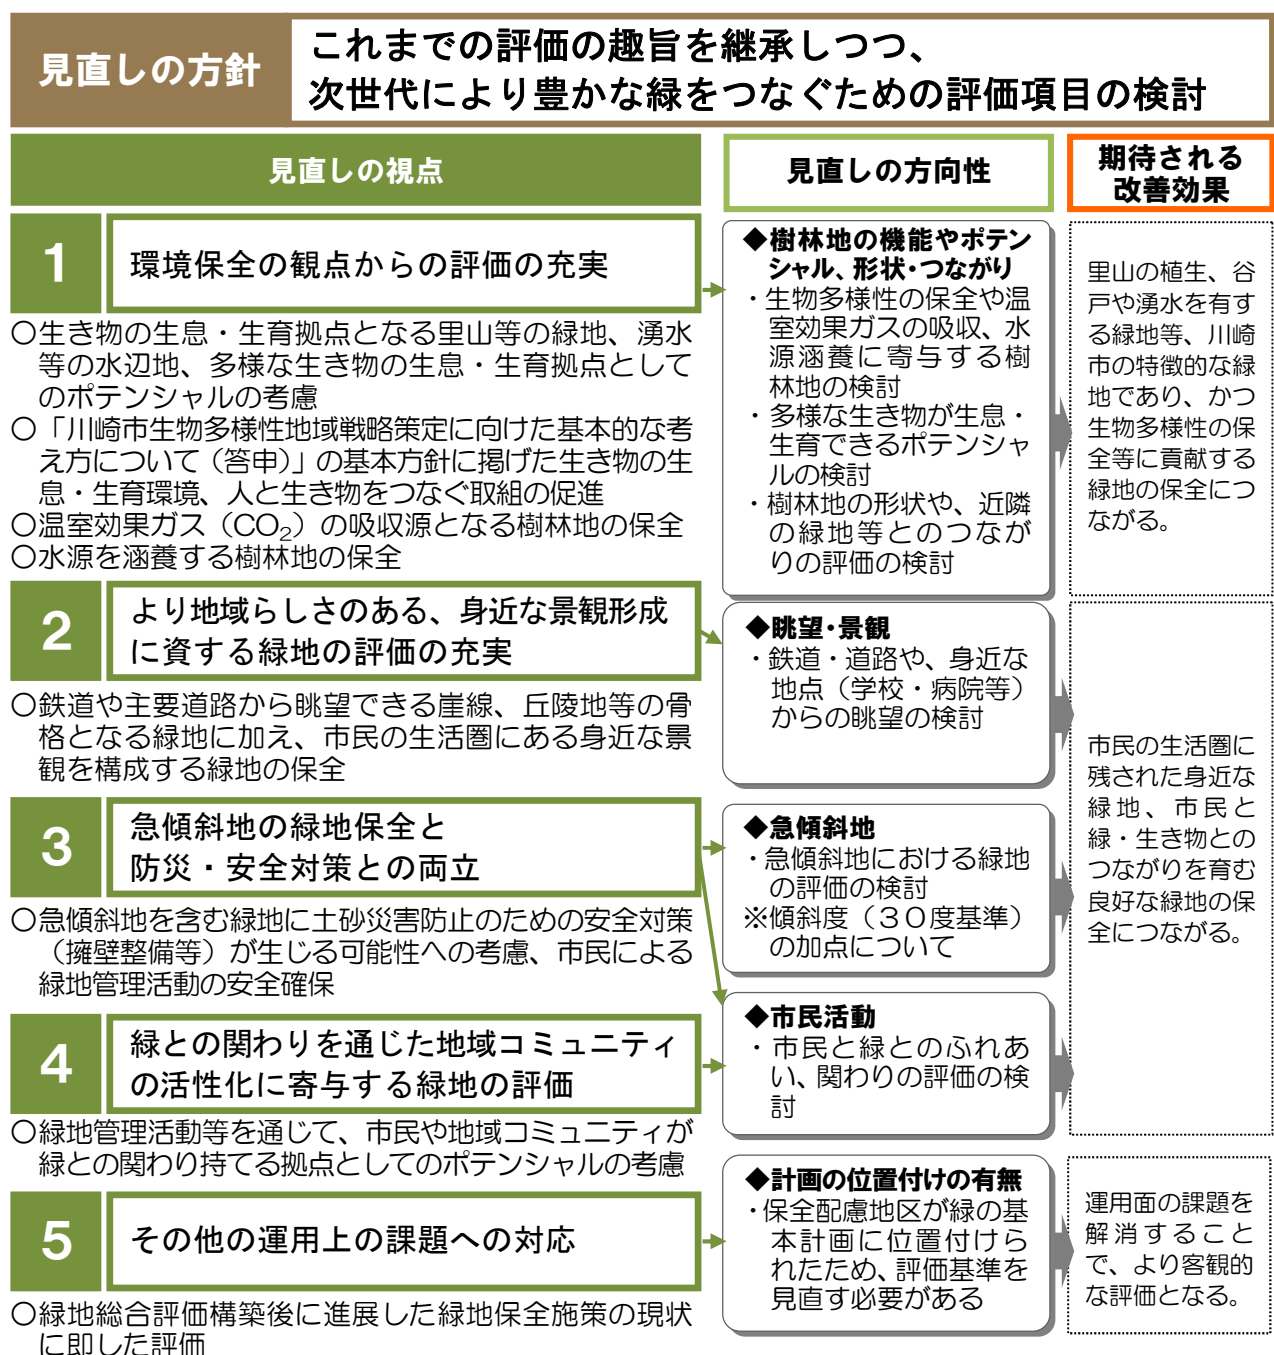 見直しの方針
これまでの評価の趣旨を継承しつつ、
次世代により豊かな緑をつなぐための評価項目の検討
見直しの視点
見直しの方向性
期待される
改善効果
1
環境保全の観点からの評価の充実
〇生き物の生息・生育拠点となる里山等の緑地、湧水
等の水辺地、多様な生き物の生息・生育拠点として
のポテンシャルの考慮
〇「川崎市生物多様性地域戦略策定に向けた基本的な考
え方について（答申）」の基本方針に掲げた生き物の生
息・生育環境、人と生き物をつなぐ取組の促進
〇温室効果ガス（CO₂）の吸収源となる樹林地の保全
〇水源を涵養する樹林地の保全
◆樹林地の機能やポテン
シャル、形状・つながり
・生物多様性の保全や温
室効果ガスの吸収、水
源涵養に寄与する樹
林地の検討
・多様な生き物が生息・
生育できるポテンシャ
ルの検討
・樹林地の形状や、近隣
の緑地等とのつなが
りの評価の検討
里山の植生、谷
戸や湧水を有す
る緑地等、川崎
市の特徴的な緑
地であり、かつ
生物多様性の保
全等に貢献する
緑地の保全につ
ながる。
2
より地域らしさのある、身近な景観形成
に資する緑地の評価の充実
〇鉄道や主要道路から眺望できる崖線、丘陵地等の骨
格となる緑地に加え、市民の生活圏にある身近な景
観を構成する緑地の保全
◆眺望・景観
・鉄道・道路や、身近な
地点（学校・病院等）
からの眺望の検討
3
急傾斜地の緑地保全と
防災・安全対策との両立
〇急傾斜地を含む緑地に土砂災害防止のための安全対策
（擁壁整備等）が生じる可能性への考慮、市民による
緑地管理活動の安全確保
◆急傾斜地
・急傾斜地における緑地
の評価の検討
※傾斜度（３０度基準）
の加点について
市民の生活圏に
残された身近な
緑地、市民と
緑・生き物との
つながりを育む
良好な緑地の保
全につながる。
4
緑との関わりを通じた地域コミュニティ
の活性化に寄与する緑地の評価
〇緑地管理活動等を通じて、市民や地域コミュニティが
緑との関わり持てる拠点としてのポテンシャルの考慮
◆市民活動
・市民と緑とのふれあ
い、関わりの評価の検
討
5
その他の運用上の課題への対応
〇緑地総合評価構築後に進展した緑地保全施策の現状
に即した評価
◆計画の位置付けの有無
・保全配慮地区が緑の基
本計画に位置付けら
れたため、評価基準を
見直す必要がある
運用面の課題を
解消すること
で、より客観的
な評価となる。